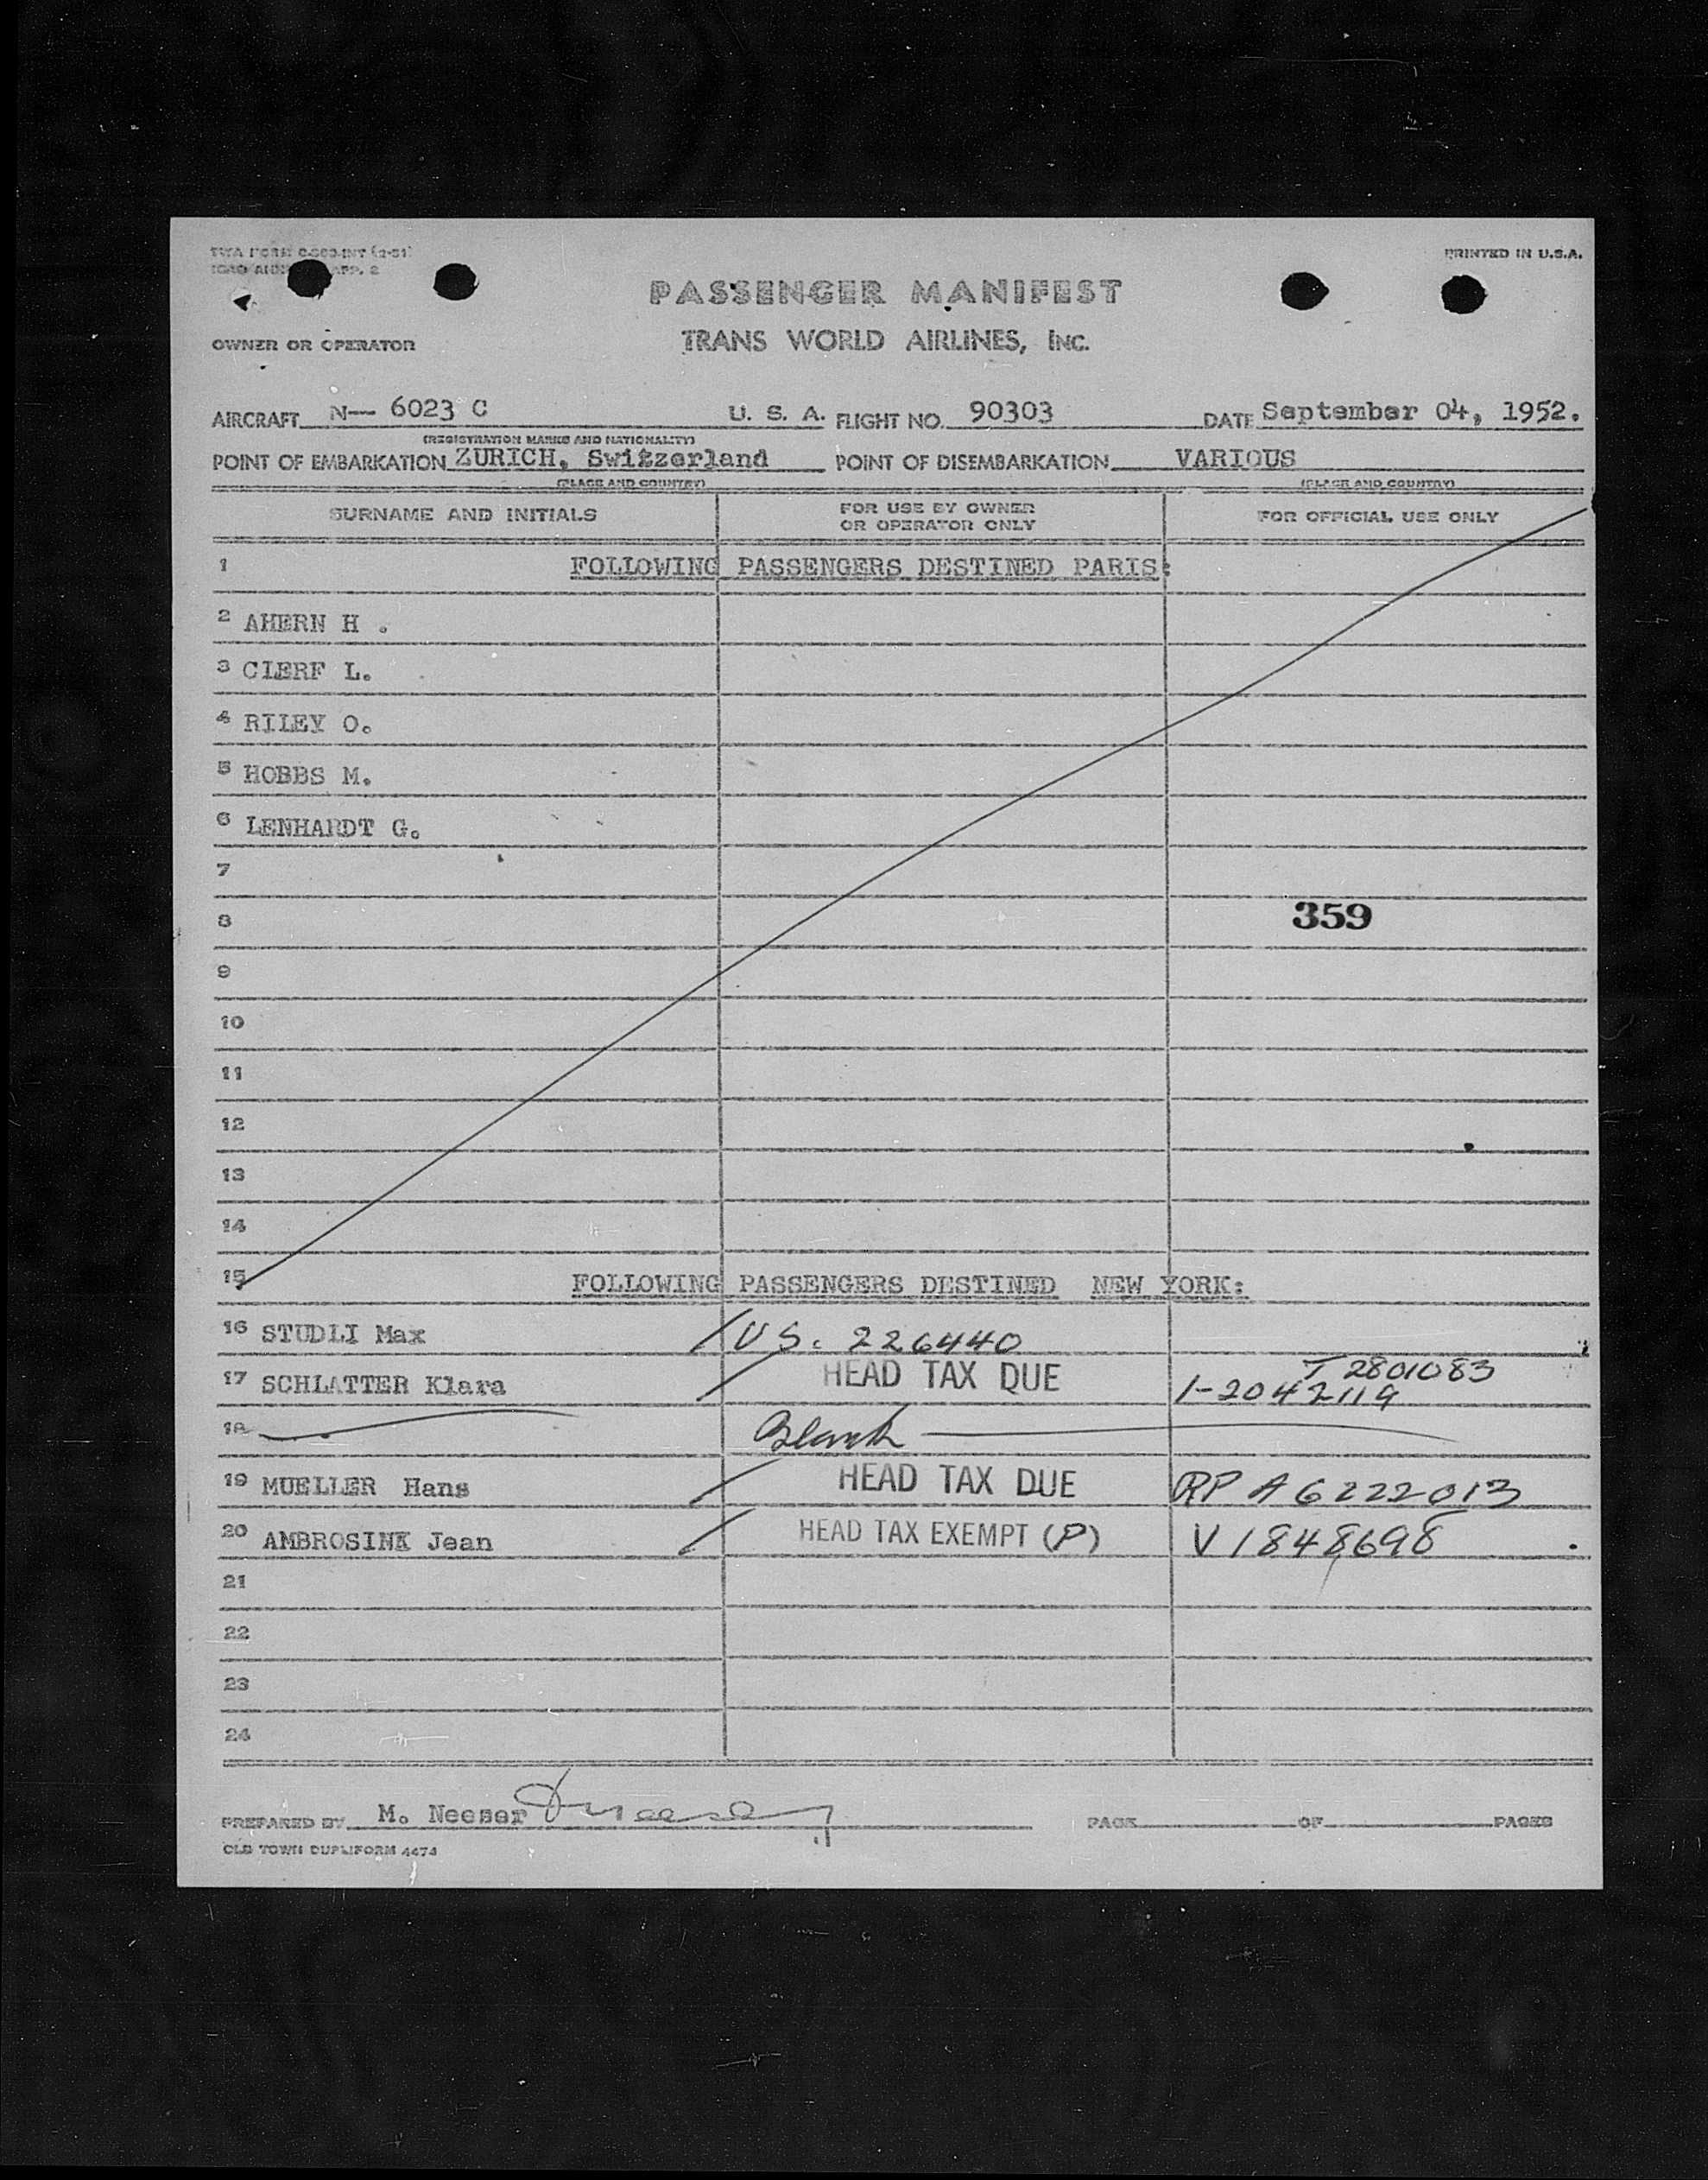 TWA FORM
PRINTED IN U.S.A.
PASSENGER MANIFEST
OWNER OR OPERATOR
TRANS WORLD AIRLINES, INC.
AIRCRAFT N-- 6023 C U. S. A. FLIGHT NO. 90303 DATE September 04, 1952.
(REGISTRATION MARKS AND NATIONALITY)
POINT OF EMBARKATION ZURICH, Switzerland POINT OF DISEMBARKATION VARIOUS
(PLACE AND COUNTRY) (PLACE AND COUNTRY)
SURNAME AND INITIALS FOR USE BY OWNER OR OPERATOR ONLY FOR OFFICIAL USE ONLY
1 FOLLOWING PASSENGERS DESTINED PARIS:
2 AHERN H .
3 CIERF L.
4 RILEY O.
5 HOBBS M.
6 LENHARDT G.
7
8 359
9
10
11
12
13
14
15 FOLLOWING PASSENGERS DESTINED NEW YORK:
16 STUDLI Max US. 226440
17 SCHLATTER Klara HEAD TAX DUE T 2801083
1-2042119
18 Blank
19 MUELLER Hans HEAD TAX DUE RP A6222013
20 AMBROSINK Jean HEAD TAX EXEMPT (P) V 1848698
21
22
23
24
PREPARED BY M. Neeser PAGE OF PAGES
OLD TOWN DUPLIFORM 4474